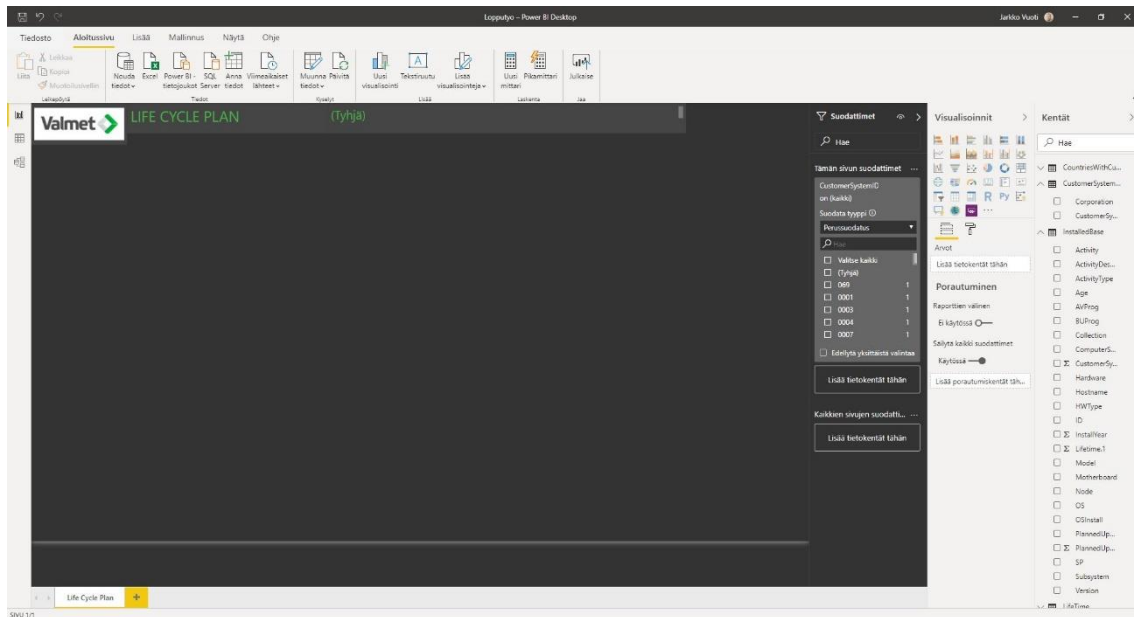 Lopputyo – Power BI Desktop
Jarkko Vuoti
Tiedosto Aloitussivu Lisää Mallinnus Näytä Ohje
Liitä
Leikkaa
Kopioi
Muotoilusivellin
Leikepöytä
Nouda tiedot
Excel
Power BI -tietojoukot
SQL Server
Anna tiedot
Viimeaikaiset lähteet
Tiedot
Muunna tiedot
Päivitä
Kyselyt
Uusi visualisointi
Tekstiruutu
Lisää visualisointeja
Lisää
Uusi mittari
Pikamittari
Laskenta
Julkaise
Jaa
Valmet
LIFE CYCLE PLAN
(Tyhjä)
Suodattimet
Hae
Tämän sivun suodattimet ...
CustomerSystemID
on (kaikki)
Suodata tyyppi
Perussuodatus
Hae
Valitse kaikki
(Tyhjä)
069 1
0001 1
0003 1
0004 1
0007 1
Edellytä yksittäistä valintaa
Lisää tietokentät tähän
Kaikkien sivujen suodatti... ...
Lisää tietokentät tähän
Visualisoinnit
R Py
...
Arvot
Lisää tietokentät tähän
Porautuminen
Raporttien välinen
Ei käytössä
Säilytä kaikki suodattimet
Käytössä
Lisää porautumiskentät täh...
Kentät
Hae
CountriesWithCu...
CustomerSystem...
Corporation
CustomerSy...
InstalledBase
Activity
ActivityDes...
ActivityType
Age
AVProg
BUProg
Collection
ComputerS...
Σ CustomerSy...
Hardware
Hostname
HWType
ID
Σ InstallYear
Σ Lifetime.1
Model
Motherboard
Node
OS
OSInstall
PlannedUp...
Σ PlannedUp...
SP
Subsystem
Version
LifeTime
Life Cycle Plan
+
SIVU 1/1